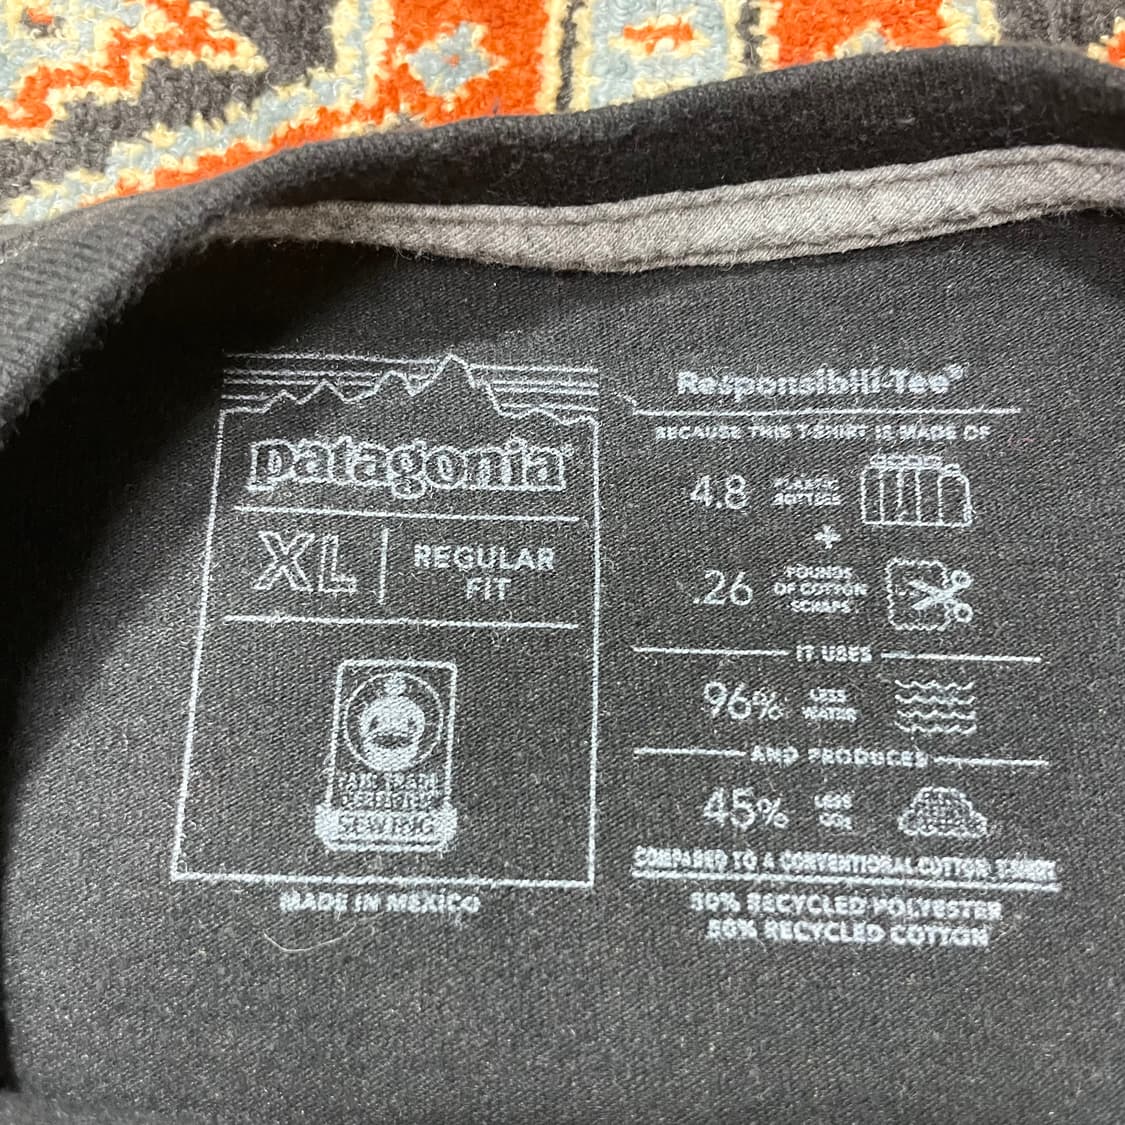 patagonia®
XL
REGULAR
FIT
FAIR TRADE
CERTIFIED
SEWING
MADE IN MEXICO
Responsibili-Tee®
BECAUSE THIS T-SHIRT IS MADE OF
4.8 PLASTIC
BOTTLES
+
.26 POUNDS
OF COTTON
SCRAPS
IT USES
96% LESS
WATER
AND PRODUCES
45% LESS
CO2
COMPARED TO A CONVENTIONAL COTTON T-SHIRT
50% RECYCLED POLYESTER
50% RECYCLED COTTON